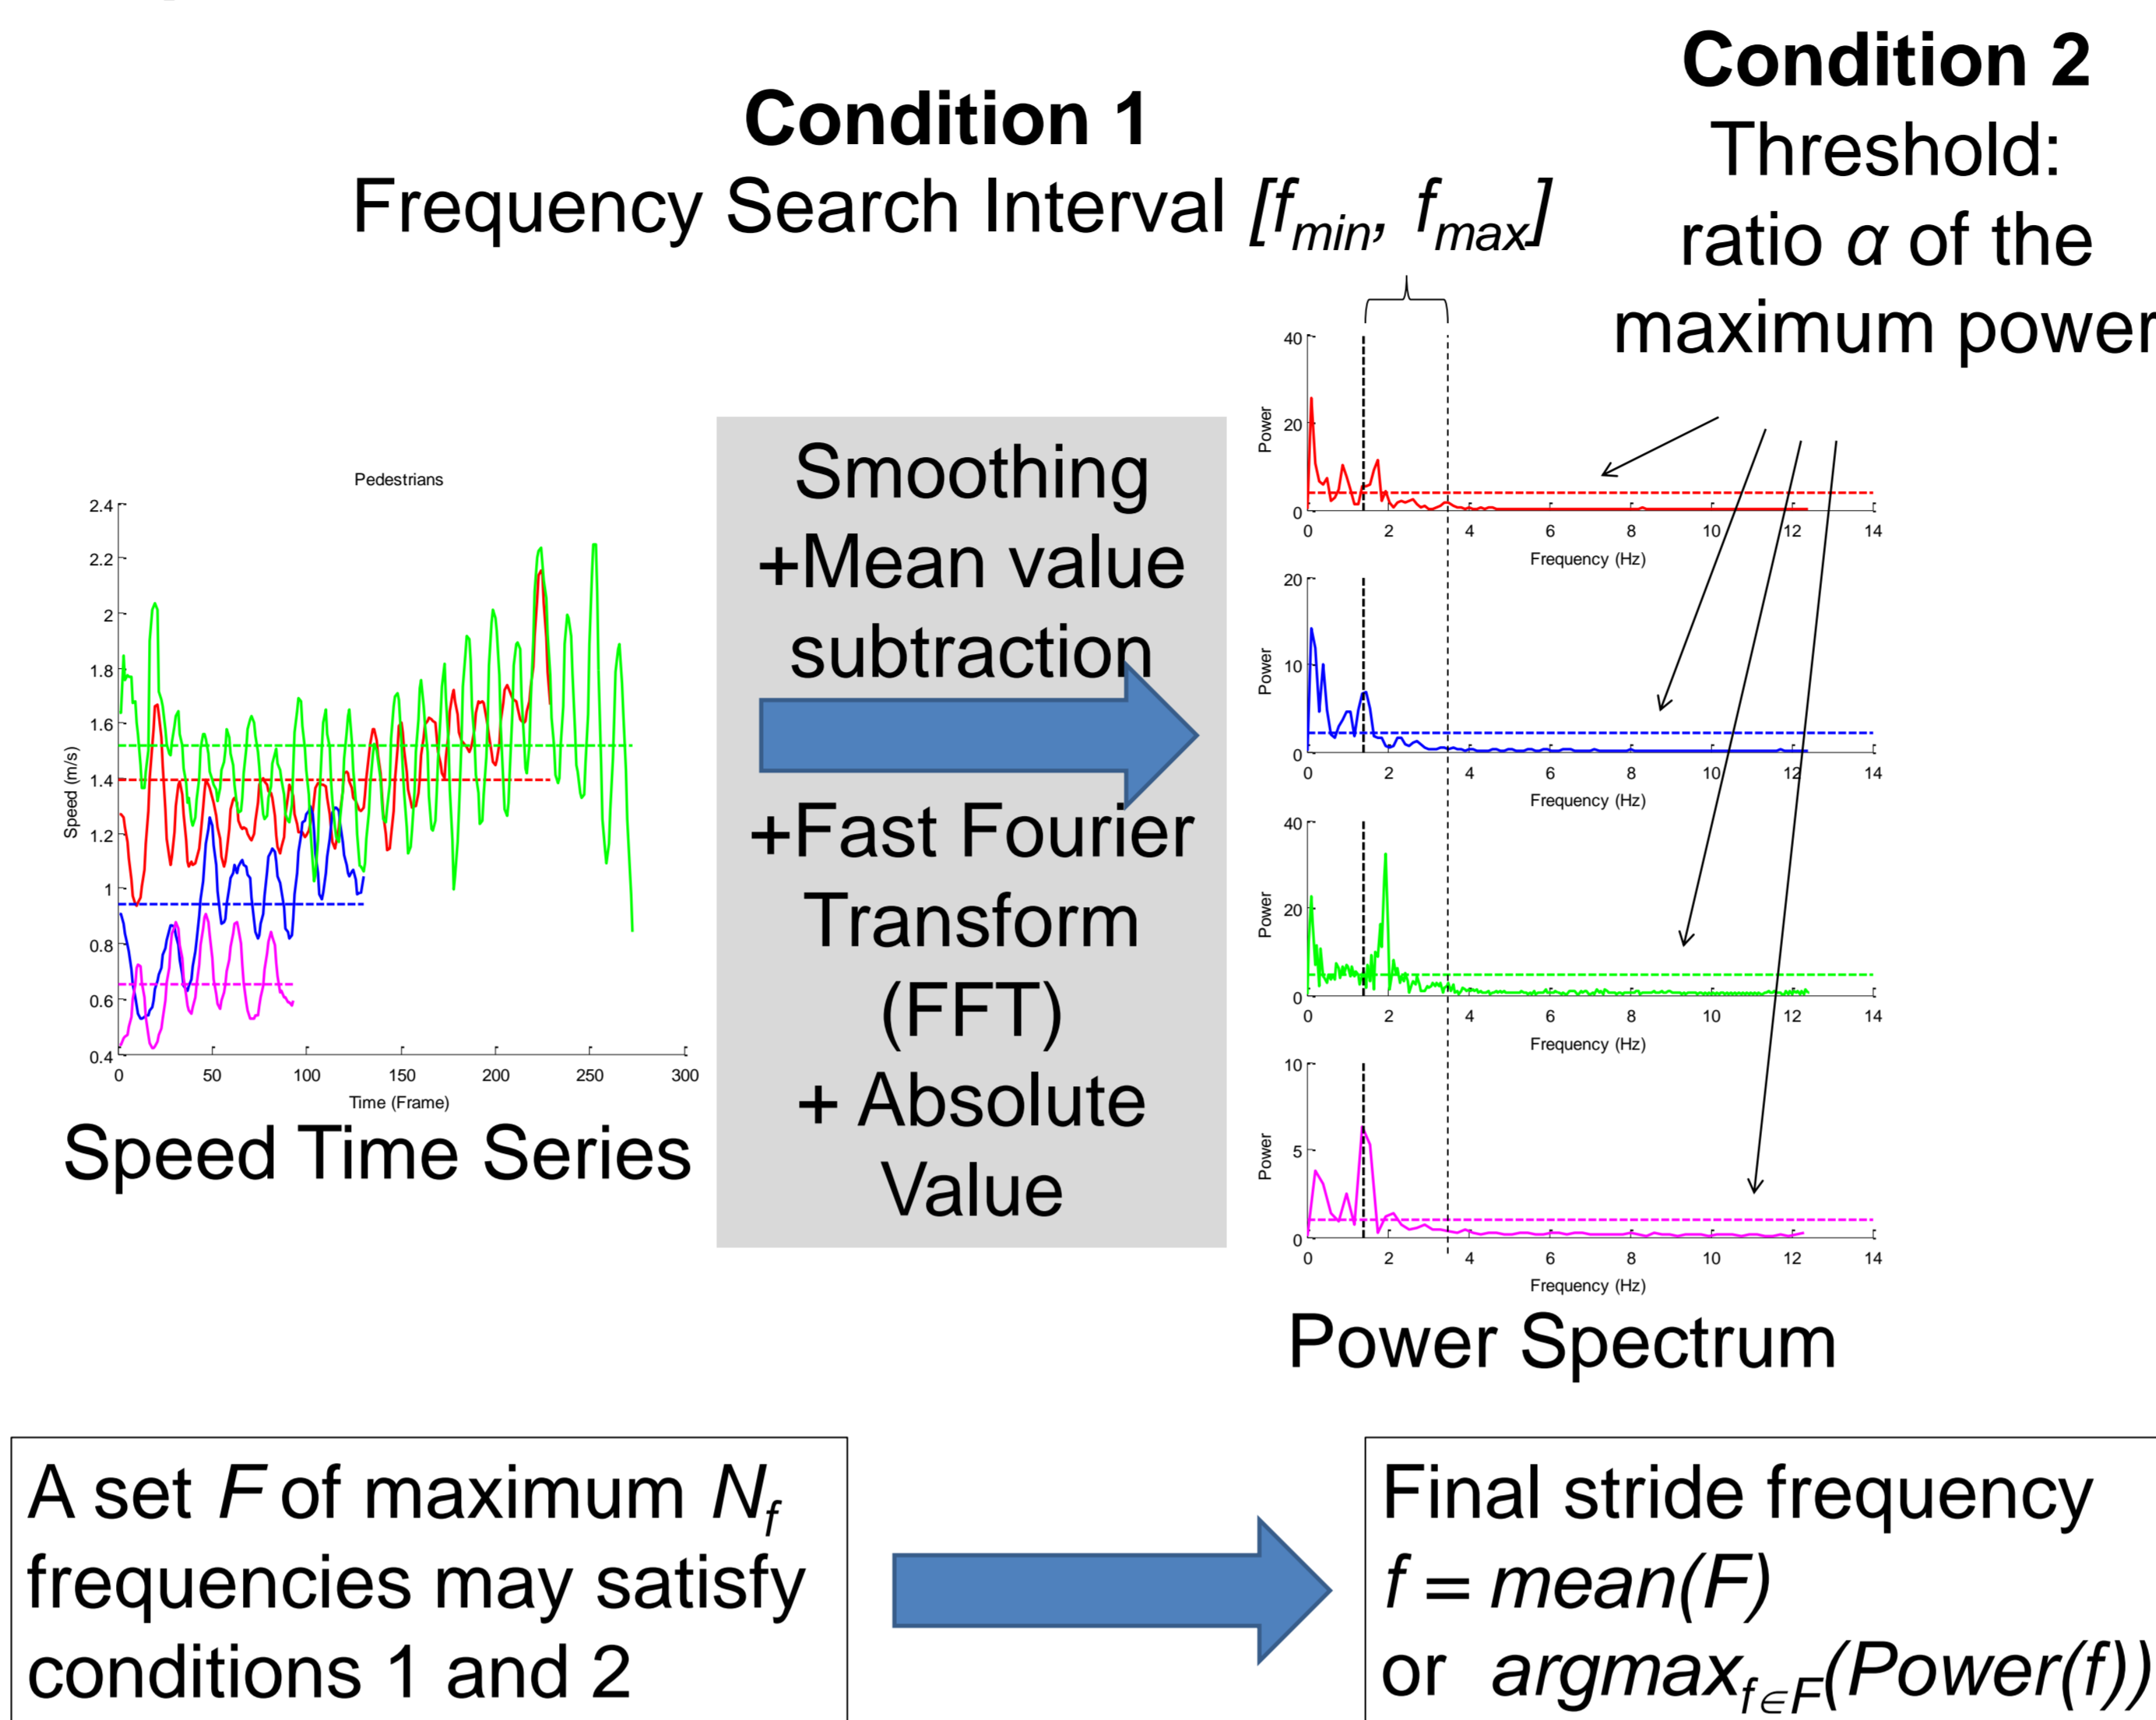 Condition 1
Frequency Search Interval [fmin, fmax]
Condition 2
Threshold:
ratio α of the
maximum power
Pedestrians
2.4
2.2
2
1.8
1.6
1.4
1.2
1
0.8
0.6
0.4
Speed (m/s)
0 50 100 150 200 250 300
Time (Frame)
Speed Time Series
Smoothing
+Mean value
subtraction
+Fast Fourier
Transform
(FFT)
+ Absolute
Value
40
20
0
Power
0 2 4 6 8 10 12 14
Frequency (Hz)
20
10
0
Power
0 2 4 6 8 10 12 14
Frequency (Hz)
40
20
0
Power
0 2 4 6 8 10 12 14
Frequency (Hz)
10
5
0
Power
0 2 4 6 8 10 12 14
Frequency (Hz)
Power Spectrum
A set F of maximum Nf
frequencies may satisfy
conditions 1 and 2
Final stride frequency
f = mean(F)
or argmaxf∈F(Power(f))